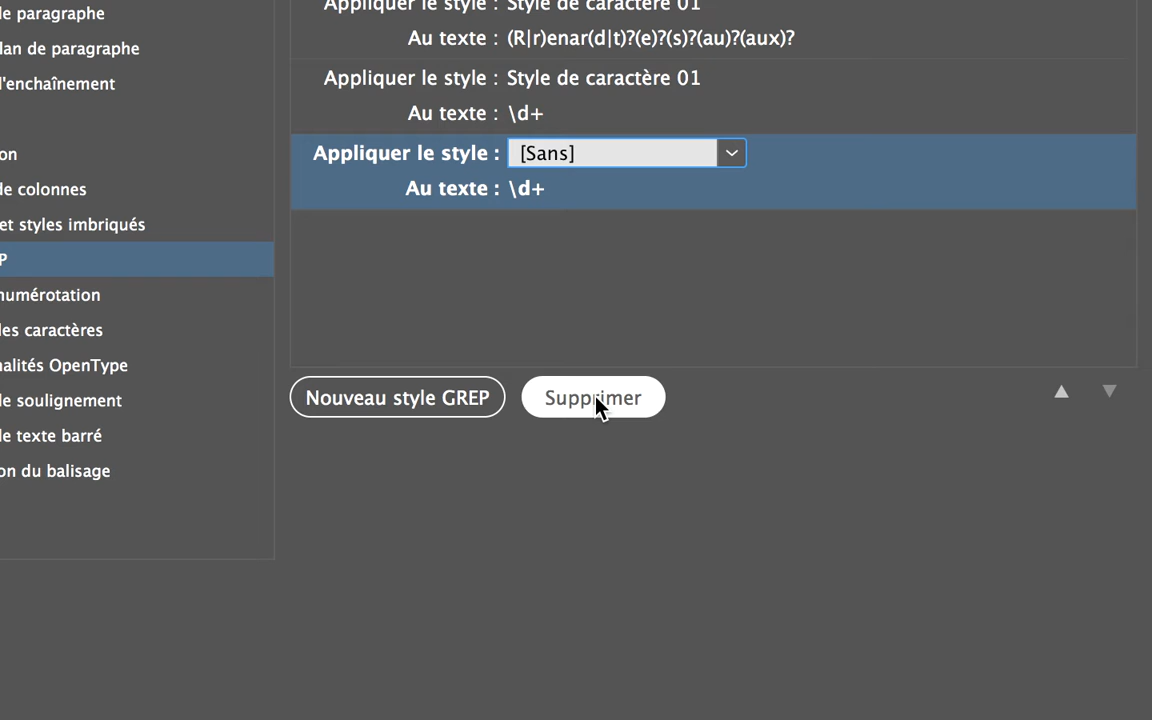 le paragraphe
lan de paragraphe
l'enchaînement
on
de colonnes
et styles imbriqués
P
numérotation
les caractères
nalités OpenType
le soulignement
le texte barré
on du balisage
Appliquer le style : Style de caractère 01
Au texte : (R|r)enar(d|t)?(e)?(s)?(au)?(aux)?
Appliquer le style : Style de caractère 01
Au texte : \d+
Appliquer le style : [Sans]
Au texte : \d+
Nouveau style GREP
Supprimer